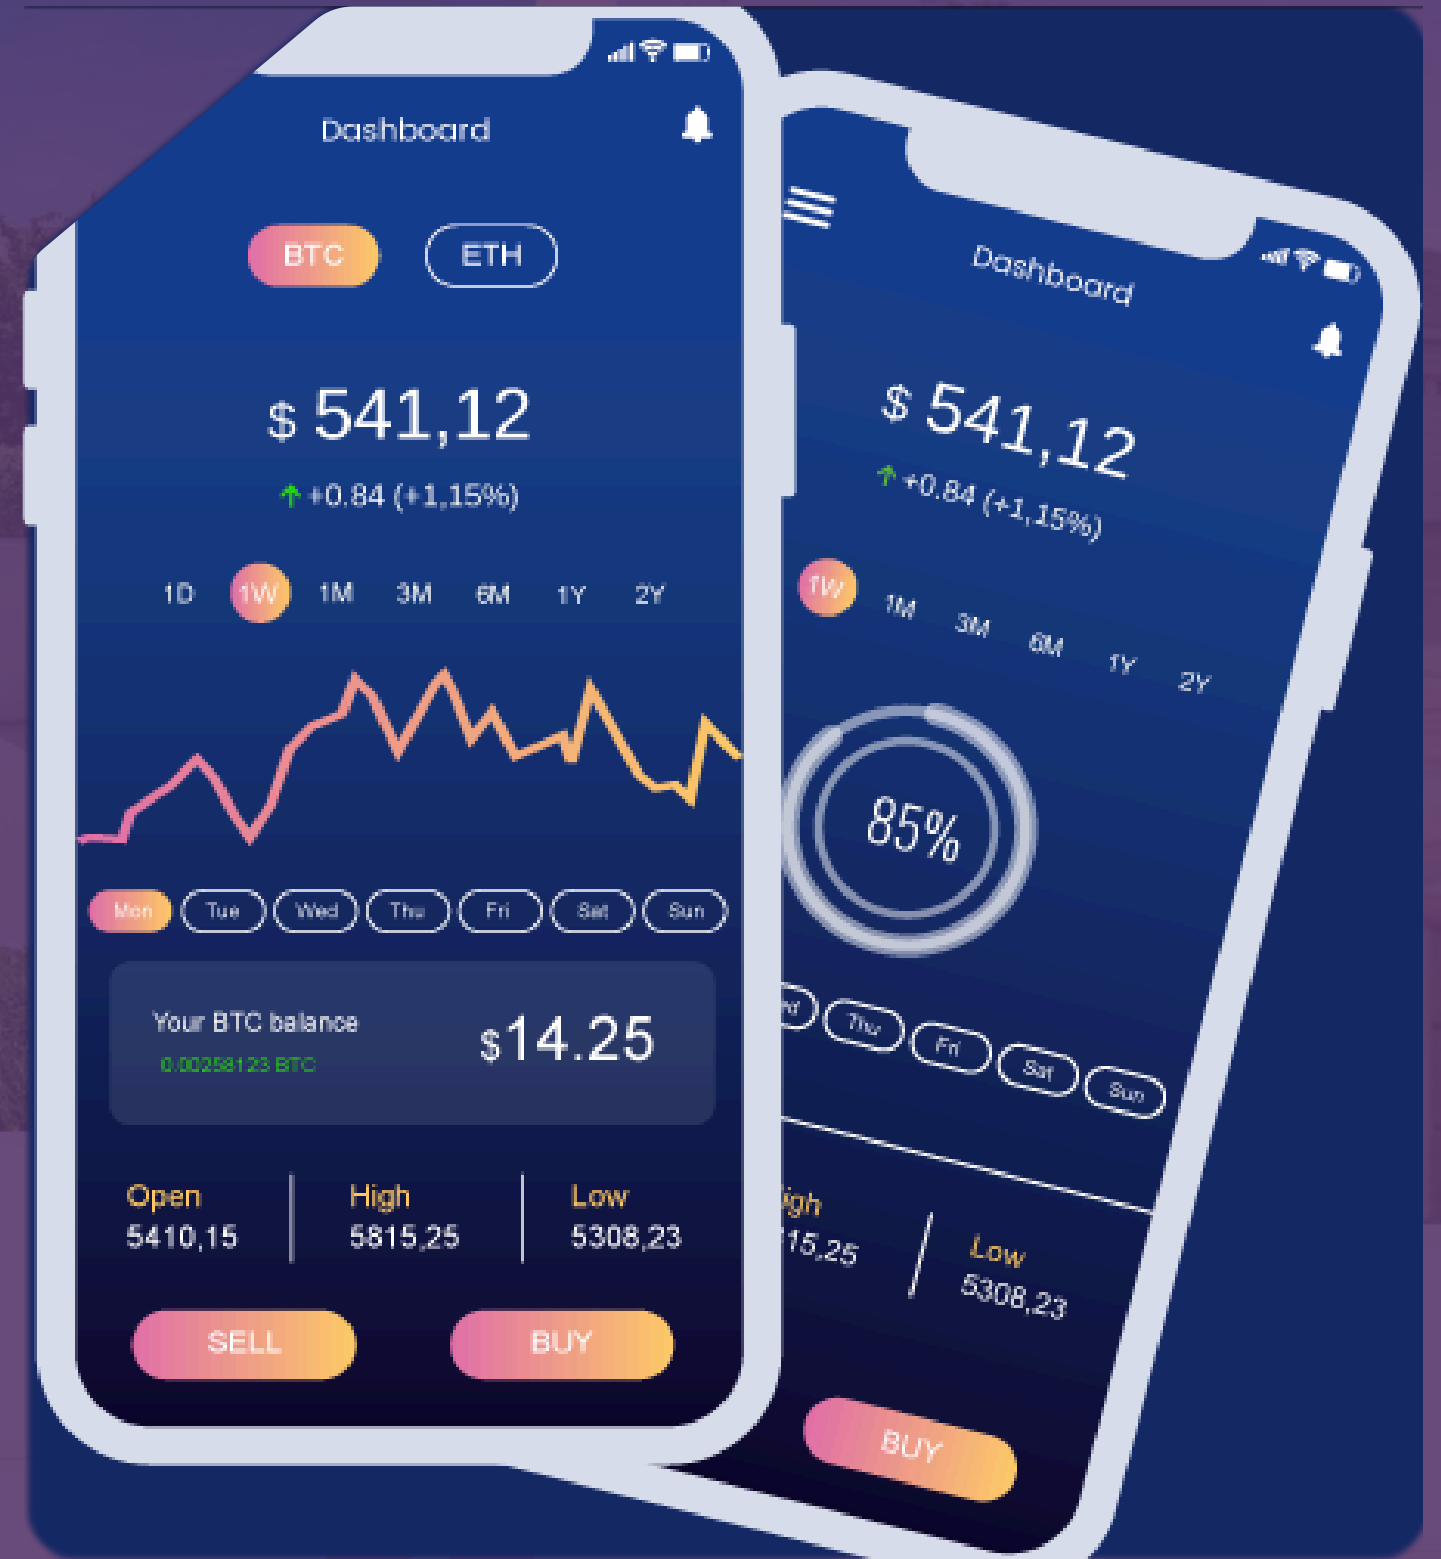 Dashboard
BTC ETH
$ 541,12
+0.84 (+1,15%)
1D 1W 1M 3M 6M 1Y 2Y
Mon Tue Wed Thu Fri Sat Sun
Your BTC balance
0.00258123 BTC
$14.25
Open High Low
5410,15 5815,25 5308,23
SELL BUY
Dashboard
$ 541,12
+0.84 (+1,15%)
1W 1M 3M 6M 1Y 2Y
85%
Thu Fri Sat Sun
Low
15,25 5308,23
BUY